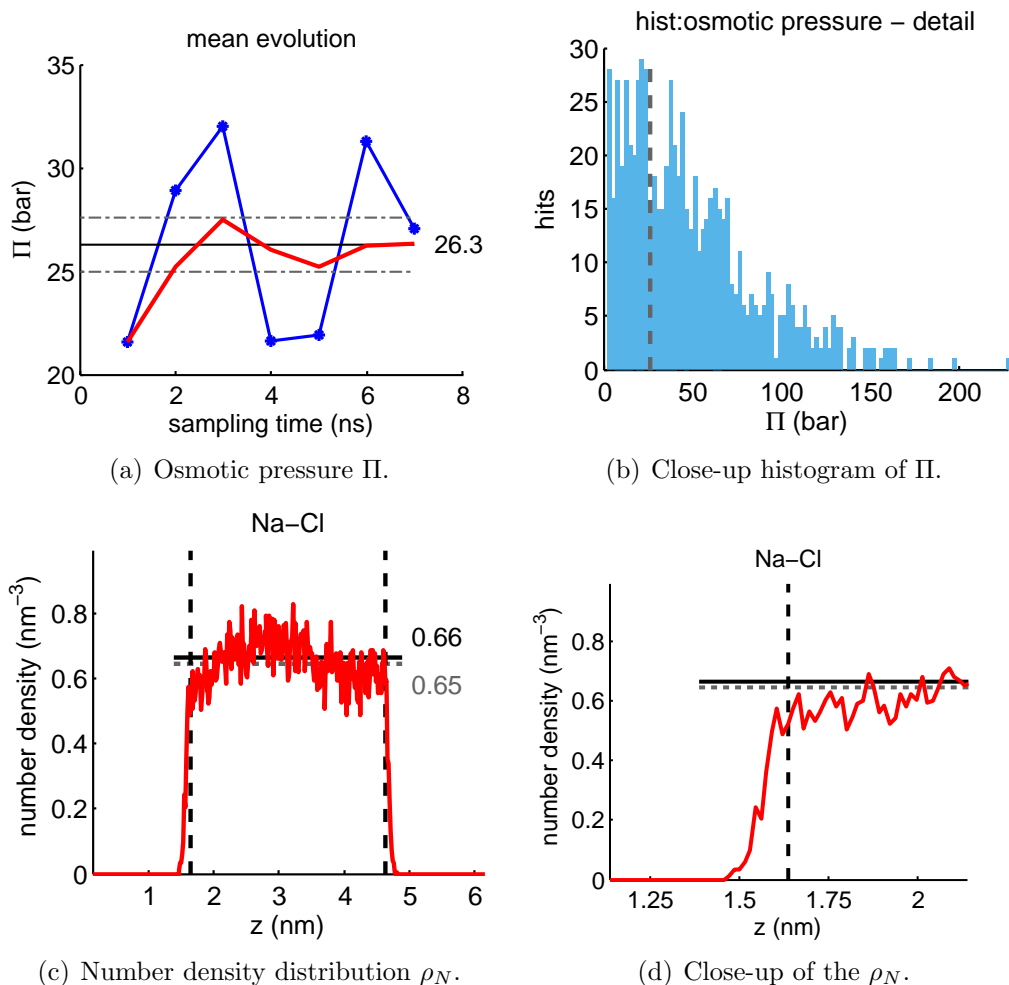 mean evolution
35
30
25
20
Π (bar)
26.3
0
2
4
6
8
sampling time (ns)
(a) Osmotic pressure Π.
hist:osmotic pressure − detail
30
25
20
15
10
5
0
hits
0
50
100
150
200
Π (bar)
(b) Close-up histogram of Π.
Na−Cl
0.8
0.6
0.4
0.2
0
number density (nm⁻³)
0.66
0.65
1
2
3
4
5
6
z (nm)
(c) Number density distribution ρ_N.
Na−Cl
0.8
0.6
0.4
0.2
0
number density (nm⁻³)
1.25
1.5
1.75
2
z (nm)
(d) Close-up of the ρ_N.